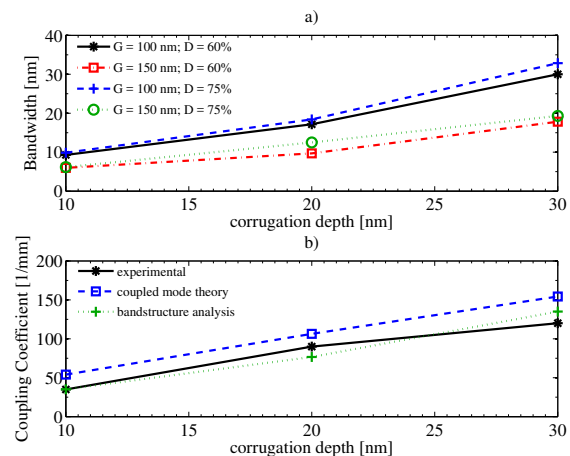 a)
40
30
20
10
0
Bandwidth [nm]
G = 100 nm; D = 60%
G = 150 nm; D = 60%
G = 100 nm; D = 75%
G = 150 nm; D = 75%
10 15 20 25 30
corrugation depth [nm]
b)
200
150
100
50
0
Coupling Coefficient [1/mm]
experimental
coupled mode theory
bandstructure analysis
10 15 20 25 30
corrugation depth [nm]